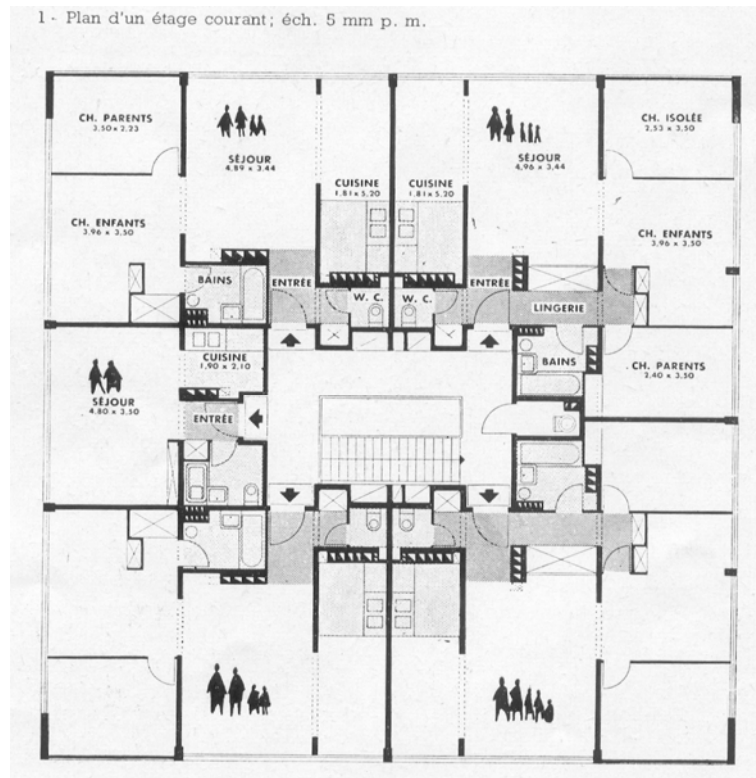 1 - Plan d'un étage courant; éch. 5 mm p. m.
CH. PARENTS
3,50 x 2,23
SÉJOUR
4,89 x 3,44
CUISINE
1,81 x 5,20
CUISINE
1,81 x 5,20
SÉJOUR
4,96 x 3,44
CH. ISOLÉE
2,53 x 3,50
CH. ENFANTS
3,96 x 3,50
CH. ENFANTS
3,96 x 3,50
BAINS
ENTRÉE
W. C.
W. C.
ENTRÉE
LINGERIE
CUISINE
1,90 x 2,10
BAINS
CH. PARENTS
2,40 x 3,50
SÉJOUR
4,80 x 3,50
ENTRÉE